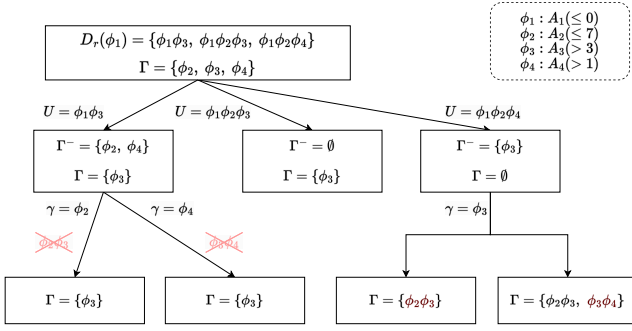 D_r(ϕ₁) = {ϕ₁ϕ₃, ϕ₁ϕ₂ϕ₃, ϕ₁ϕ₂ϕ₄}
Γ = {ϕ₂, ϕ₃, ϕ₄}
ϕ₁ : A₁(≤ 0)
ϕ₂ : A₂(≤ 7)
ϕ₃ : A₃(> 3)
ϕ₄ : A₄(> 1)
U = ϕ₁ϕ₃
U = ϕ₁ϕ₂ϕ₃
U = ϕ₁ϕ₂ϕ₄
Γ⁻ = {ϕ₂, ϕ₄}
Γ = {ϕ₃}
Γ⁻ = ∅
Γ = {ϕ₃}
Γ⁻ = {ϕ₃}
Γ = ∅
γ = ϕ₂
γ = ϕ₄
γ = ϕ₃
ϕ₂ϕ₃
ϕ₃ϕ₄
Γ = {ϕ₃}
Γ = {ϕ₃}
Γ = {ϕ₂ϕ₃}
Γ = {ϕ₂ϕ₃, ϕ₃ϕ₄}